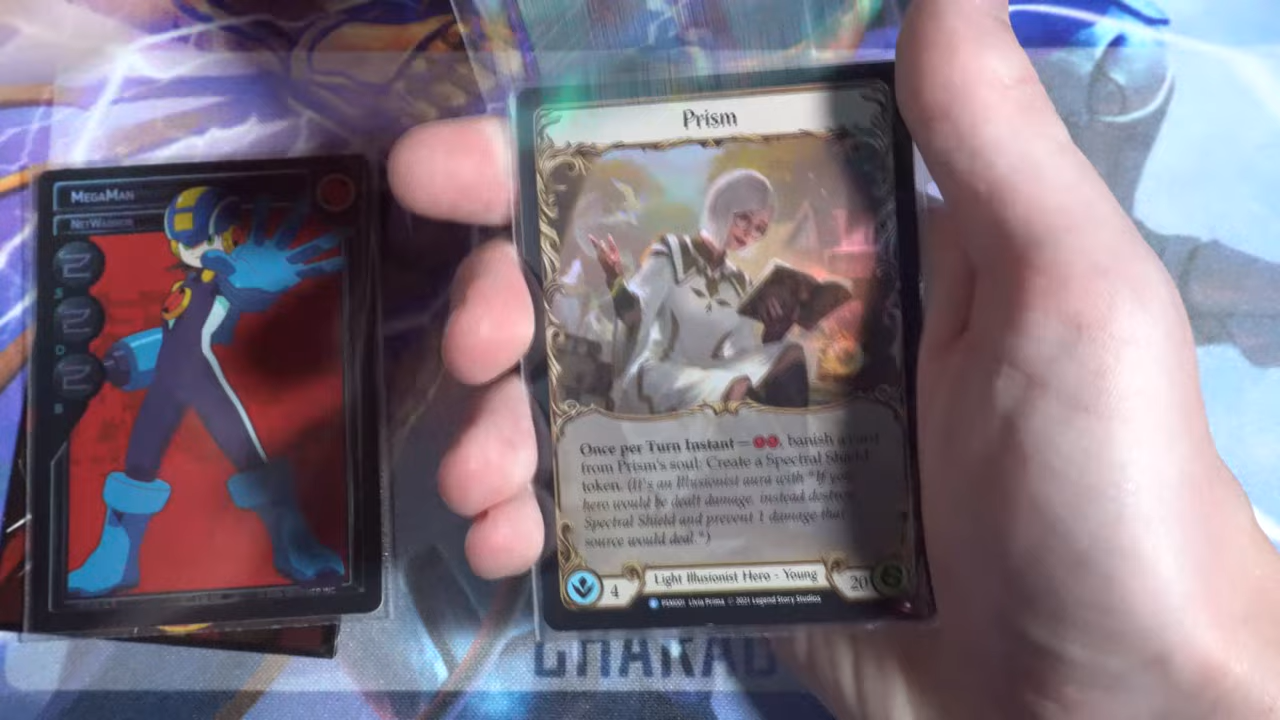 MEGAMAN
NETWARRIOR
Prism
Once per Turn Instant – , banish a card
from Prism's soul: Create a Spectral Shield
token. (It's an Illusionist aura with "If your
hero would be dealt damage, instead destroy
Spectral Shield and prevent 1 damage that
source would deal.")
4
Light Illusionist Hero - Young
20
Livia Prima © 2021 Legend Story Studios